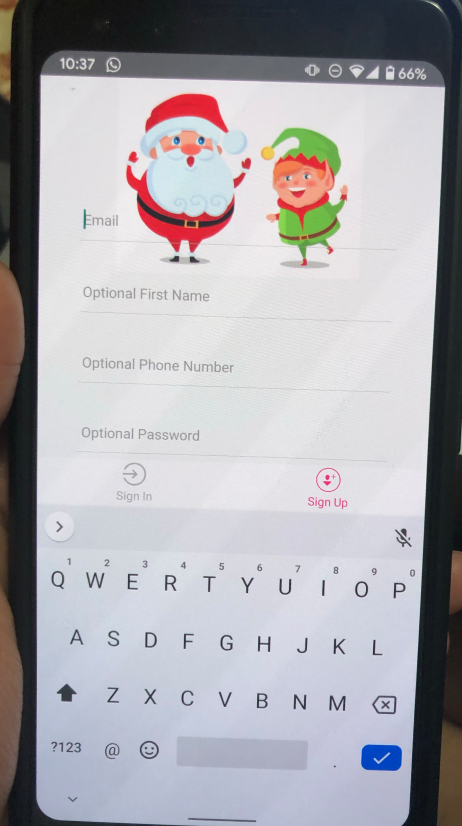 10:37 66%
Email
Optional First Name
Optional Phone Number
Optional Password
Sign In Sign Up
1 2 3 4 5 6 7 8 9 0
Q W E R T Y U I O P
A S D F G H J K L
Z X C V B N M
?123 @ .